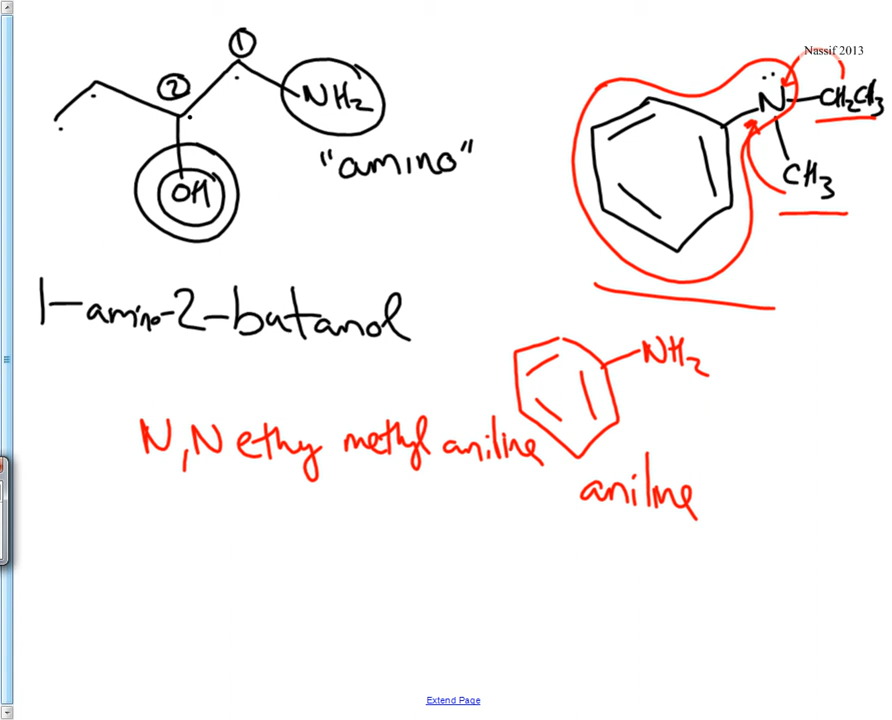 Nassif 2013
①
②
NH2
"amino"
OH
N
CH2CH3
CH3
1-amino-2-butanol
NH2
N,N ethy methyl aniline
aniline
Extend Page